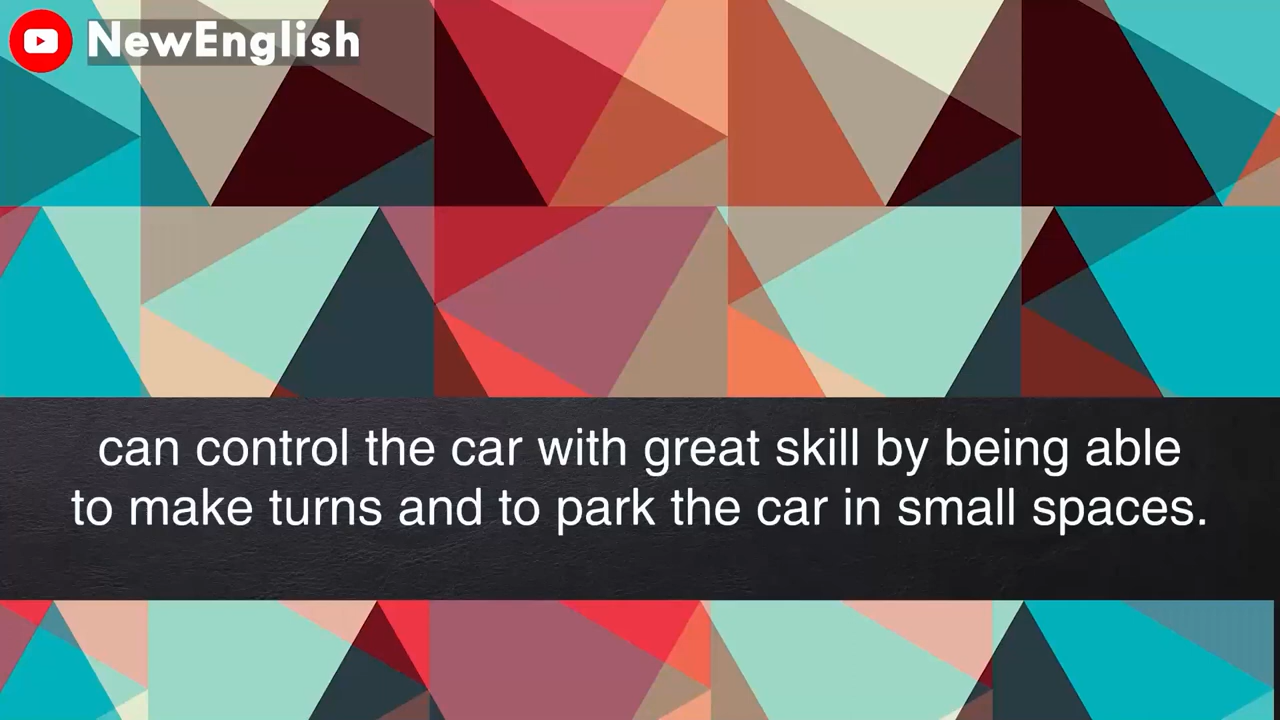 NewEnglish
can control the car with great skill by being able
to make turns and to park the car in small spaces.